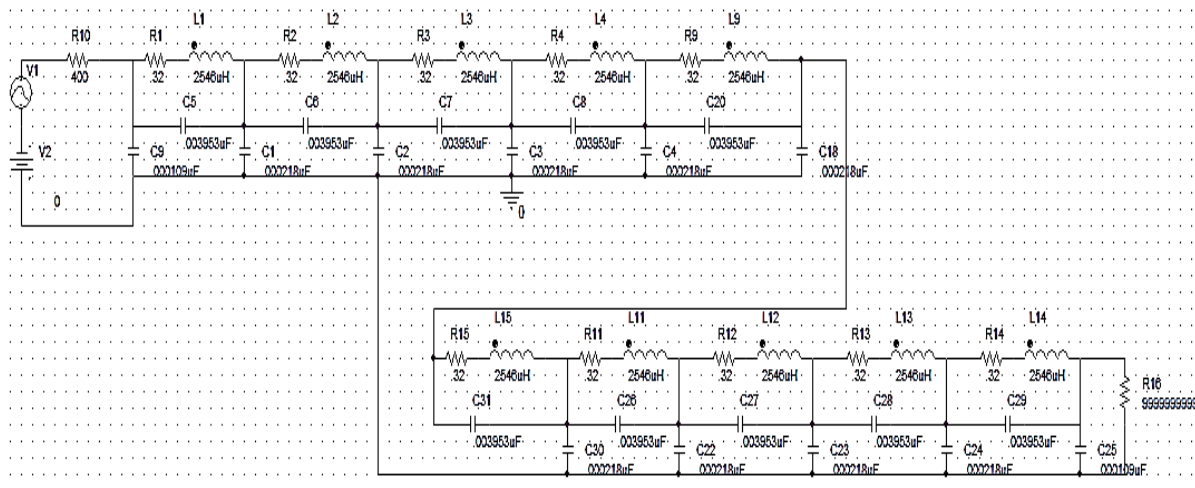 L1 L2 L3 L4 L9
R10 R1 R2 R3 R4 R9
V1 400 .32 2546uH .32 2546uH .32 2546uH .32 2546uH .32 2546uH
C5 C6 C7 C8 C20
.003953uF .003953uF .003953uF .003953uF .003953uF
V2 C9 C1 C2 C3 C4 C18
.000109uF .000218uF .000218uF .000218uF .000218uF .000218uF
0 0
L15 L11 L12 L13 L14
R15 R11 R12 R13 R14
.32 2546uH .32 2546uH .32 2546uH .32 2546uH .32 2546uH
R16
9999999999
C31 C26 C27 C28 C29
.003953uF .003953uF .003953uF .003953uF .003953uF
C30 C22 C23 C24 C25
.000218uF .000218uF .000218uF .000218uF .000109uF